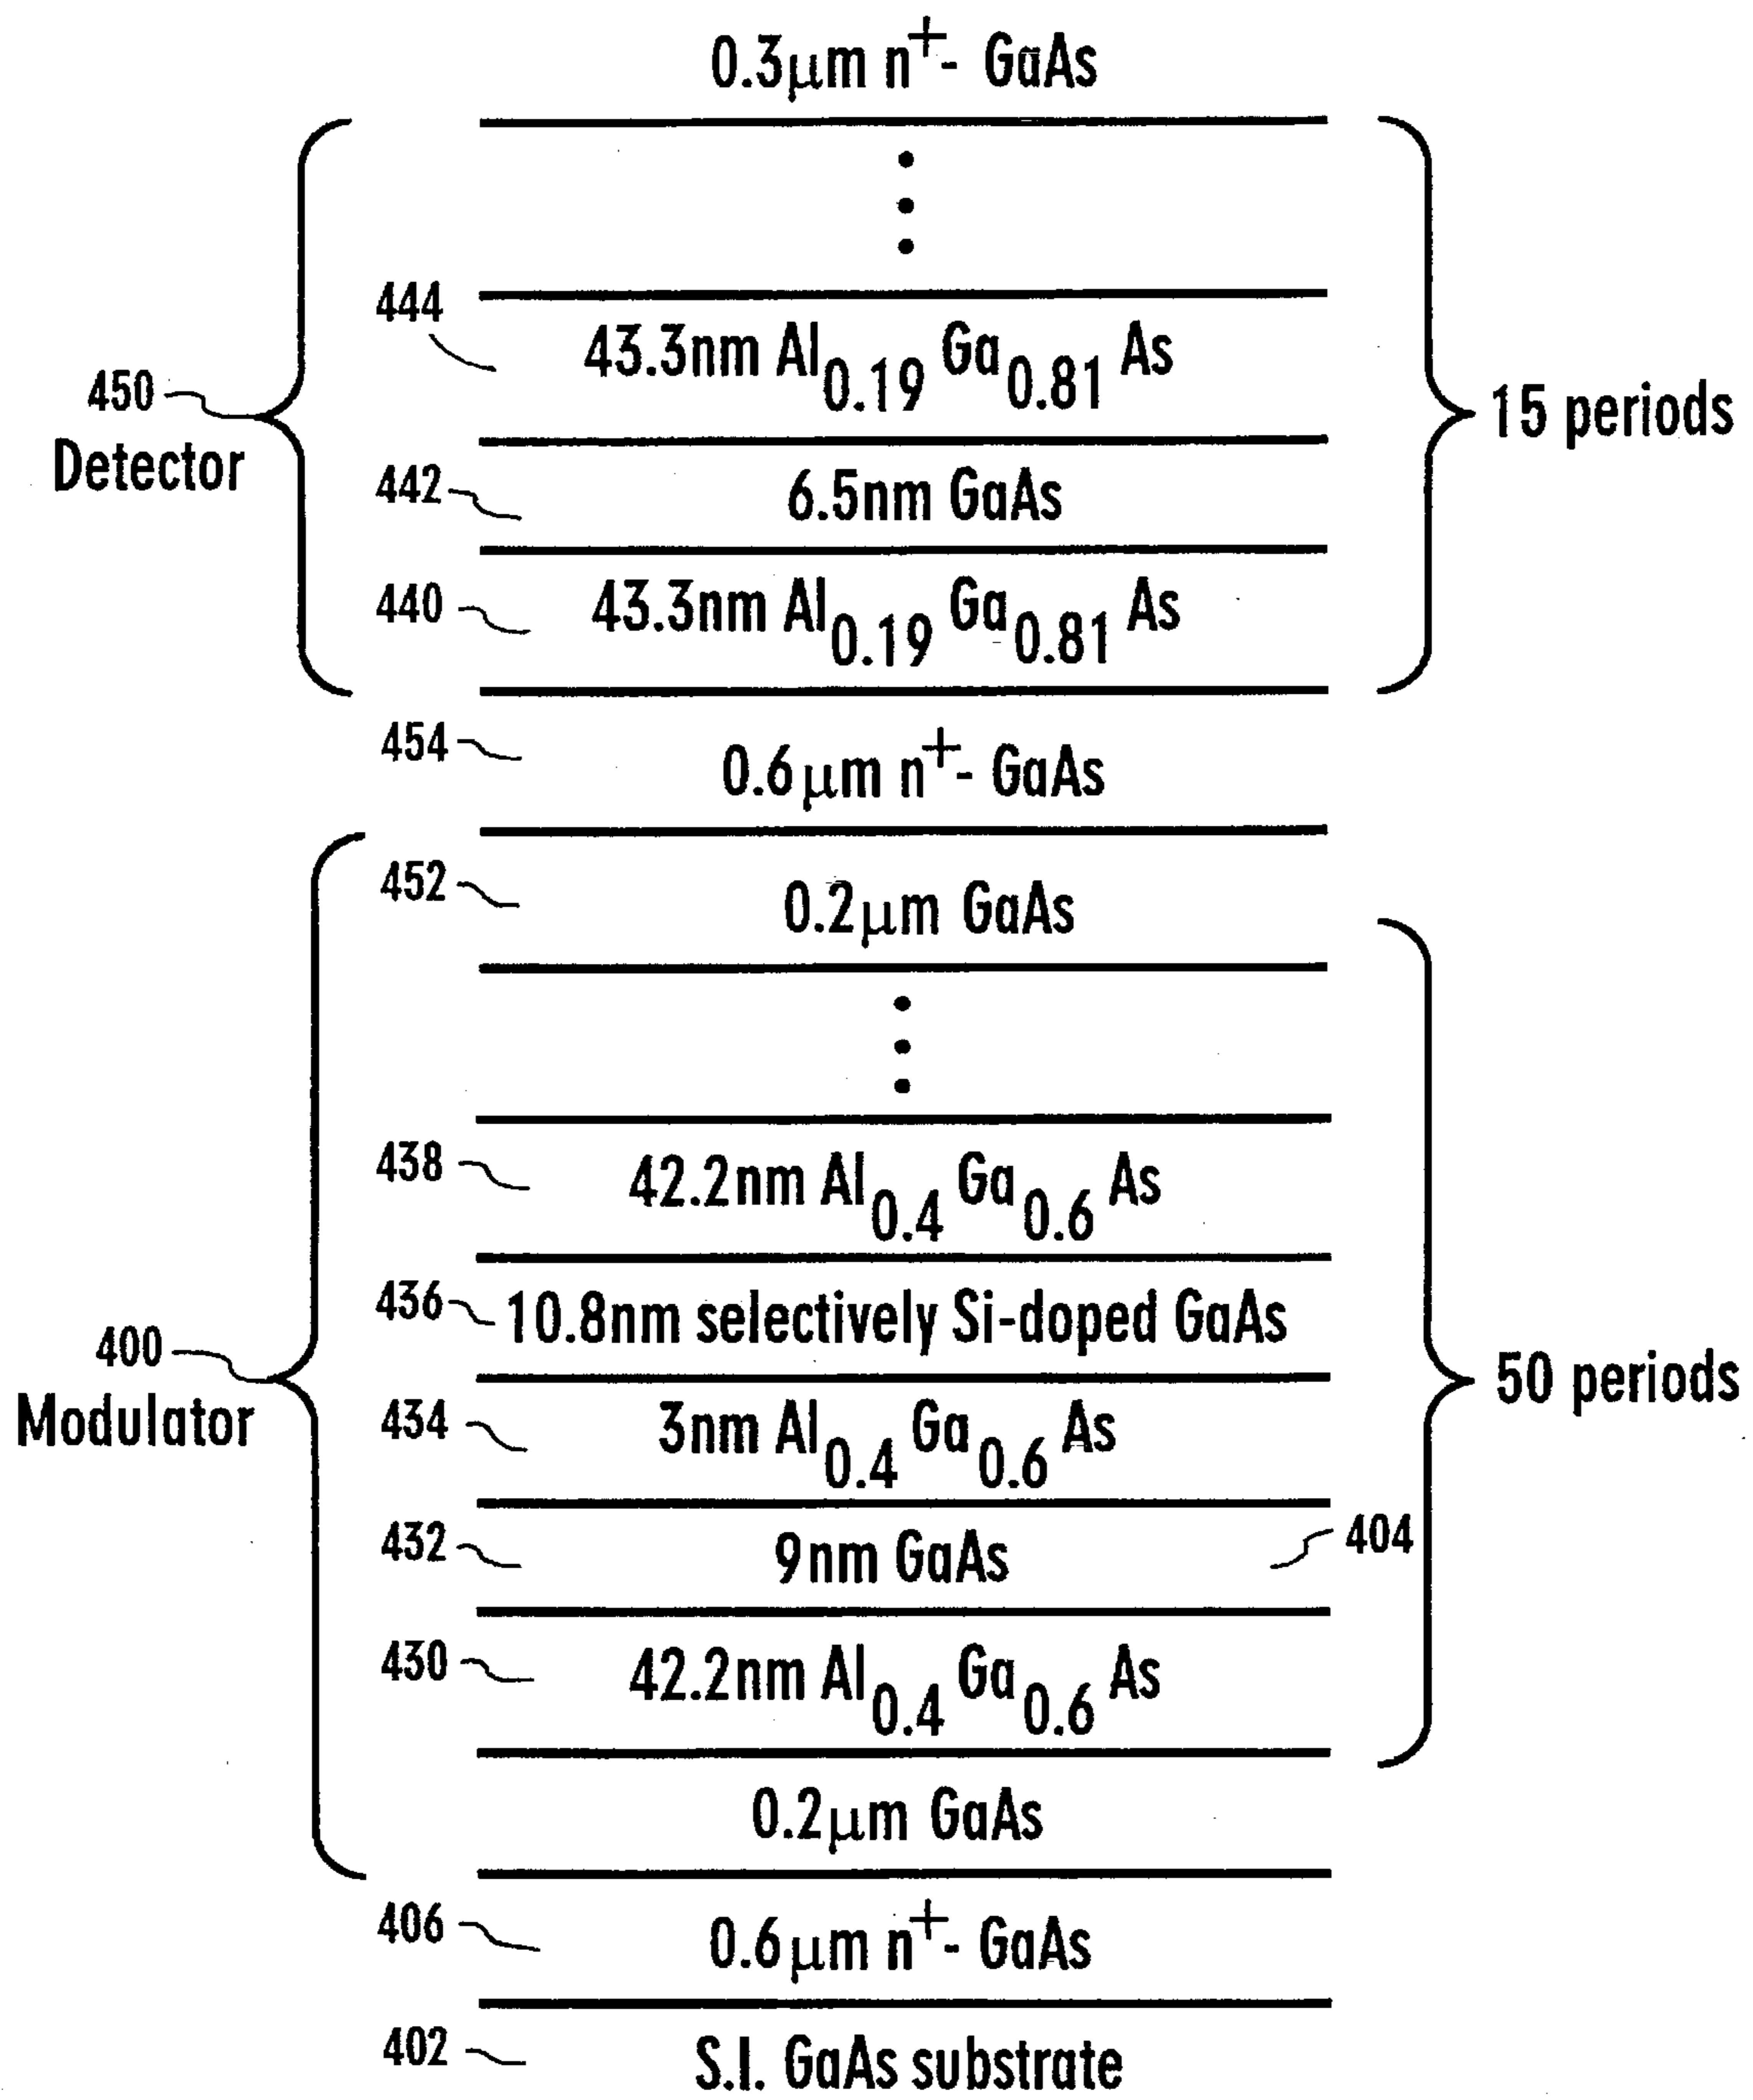 0.3μm n+- GaAs
444
43.3nm Al0.19 Ga0.81 As
450
Detector
15 periods
442
6.5nm GaAs
440
43.3nm Al0.19 Ga0.81 As
454
0.6μm n+- GaAs
452
0.2μm GaAs
438
42.2nm Al0.4 Ga0.6 As
436
10.8nm selectively Si-doped GaAs
400
Modulator
50 periods
434
3nm Al0.4 Ga0.6 As
432
9nm GaAs
404
430
42.2nm Al0.4 Ga0.6 As
0.2μm GaAs
406
0.6μm n+- GaAs
402
S.I. GaAs substrate